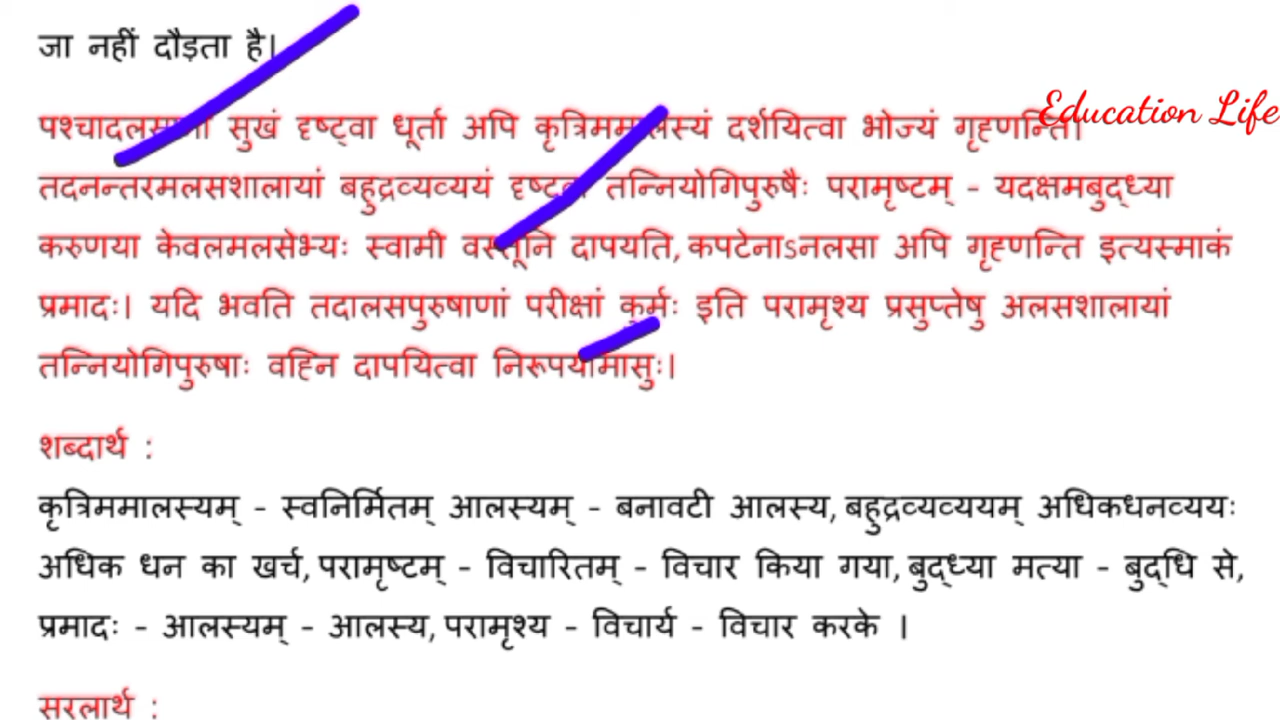 जा नहीं दौड़ता है।
Education Life
पश्चादलसानां सुखं दृष्ट्वा धूर्ता अपि कृत्रिममालस्यं दर्शयित्वा भोज्यं गृह्णन्ति।
तदनन्तरमलसशालायां बहुद्रव्यव्ययं दृष्ट्वा तन्नियोगिपुरुषैः परामृष्टम् - यदक्षमबुद्ध्या
करुणया केवलमलसेभ्यः स्वामी वस्तूनि दापयति, कपटेनाऽनलसा अपि गृह्णन्ति इत्यस्माकं
प्रमादः। यदि भवति तदालसपुरुषाणां परीक्षां कुर्मः इति परामृश्य प्रसुप्तेषु अलसशालायां
तन्नियोगिपुरुषाः वह्नि दापयित्वा निरूपयामासुः।
शब्दार्थ :
कृत्रिममालस्यम् - स्वनिर्मितम् आलस्यम् - बनावटी आलस्य, बहुद्रव्यव्ययम् अधिकधनव्ययः
अधिक धन का खर्च, परामृष्टम् - विचारितम् - विचार किया गया, बुद्ध्या मत्या - बुद्धि से,
प्रमादः - आलस्यम् - आलस्य, परामृश्य - विचार्य - विचार करके ।
सरलार्थ :